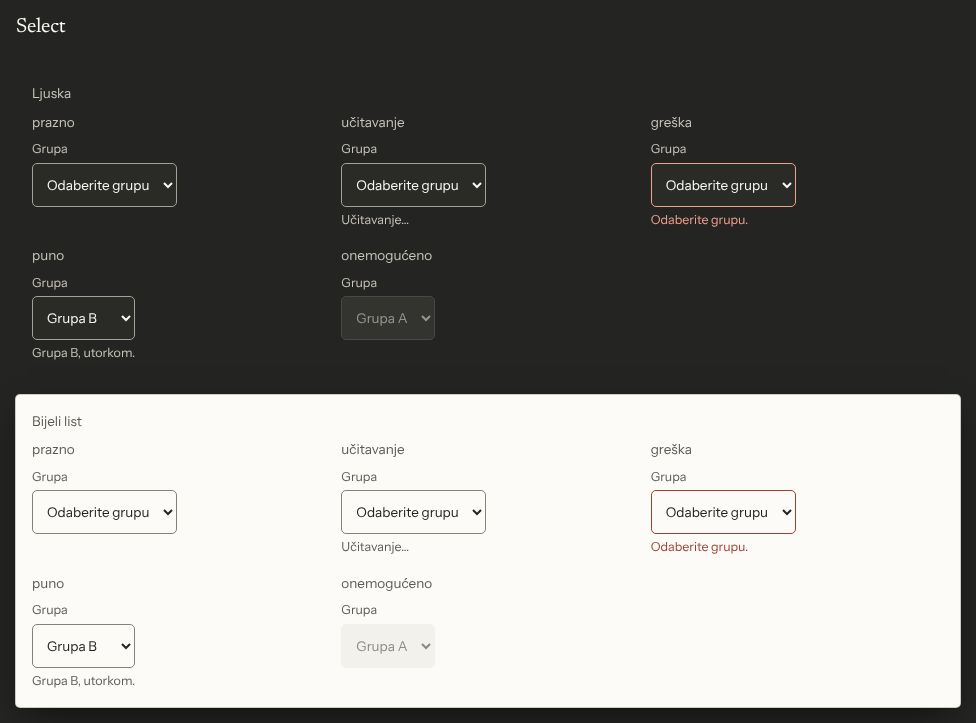 Select
Ljuska
prazno učitavanje greška
Grupa Grupa Grupa
Odaberite grupu Odaberite grupu Odaberite grupu
Učitavanje… Odaberite grupu.
puno onemogućeno
Grupa Grupa
Grupa B Grupa A
Grupa B, utorkom.
Bijeli list
prazno učitavanje greška
Grupa Grupa Grupa
Odaberite grupu Odaberite grupu Odaberite grupu
Učitavanje… Odaberite grupu.
puno onemogućeno
Grupa Grupa
Grupa B Grupa A
Grupa B, utorkom.